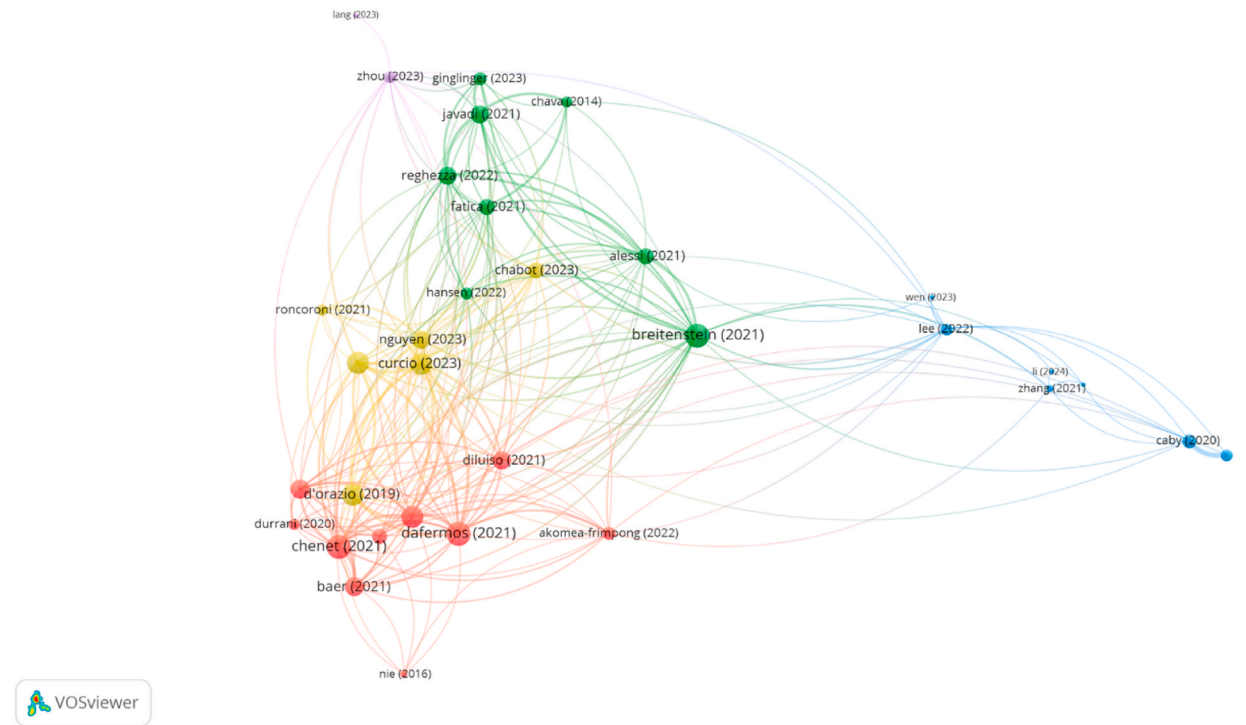 lang (2023)
zhou (2023)
ginglinger (2023)
chava (2014)
javadi (2021)
reghezza (2022)
fatica (2021)
alessi (2021)
chabot (2023)
hansen (2022)
wen (2023)
roncoroni (2021)
lee (2022)
breitenstein (2021)
nguyen (2023)
curcio (2023)
li (2024)
zhang (2021)
caby (2020)
diluiso (2021)
d'orazio (2019)
durrani (2020)
dafermos (2021)
akomea-frimpong (2022)
chenet (2021)
baer (2021)
nie (2016)
VOSviewer